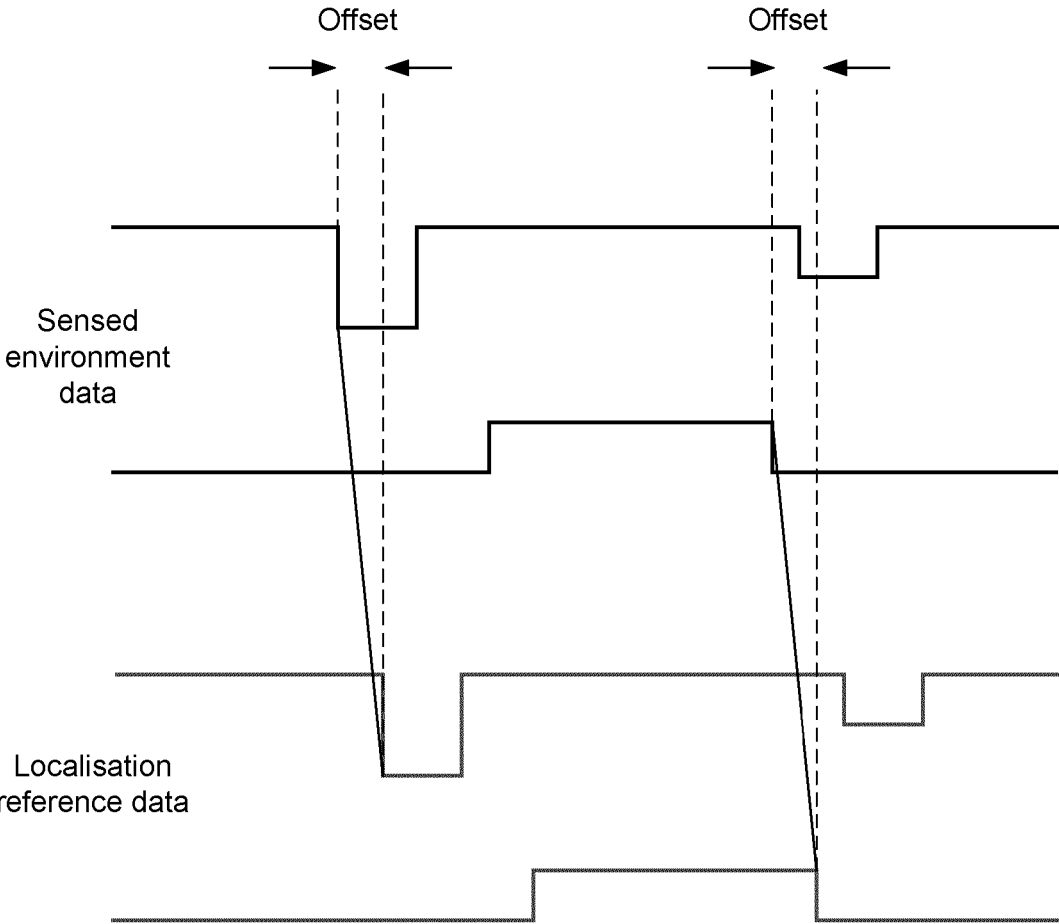 Offset
Offset
Sensed
environment
data
Localisation
reference data